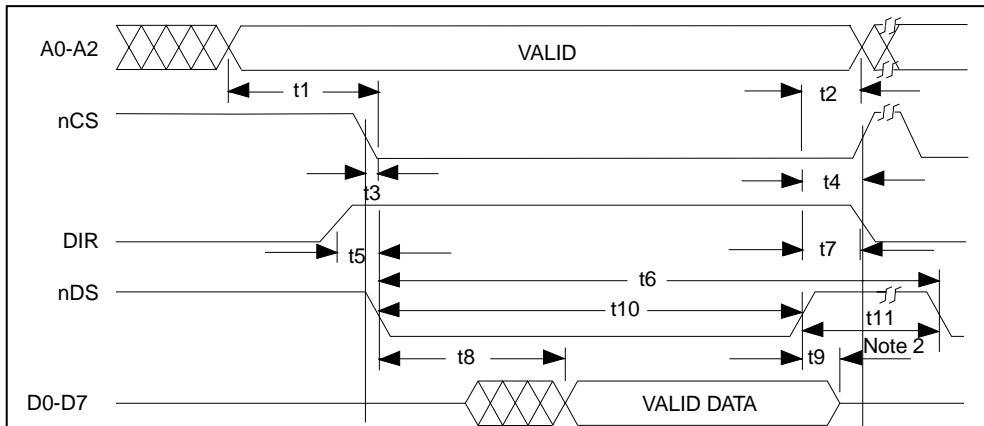 A0-A2
VALID
t1
t2
nCS
t3
t4
DIR
t5
t7
t6
nDS
t10
t11
t8
t9
Note 2
D0-D7
VALID DATA